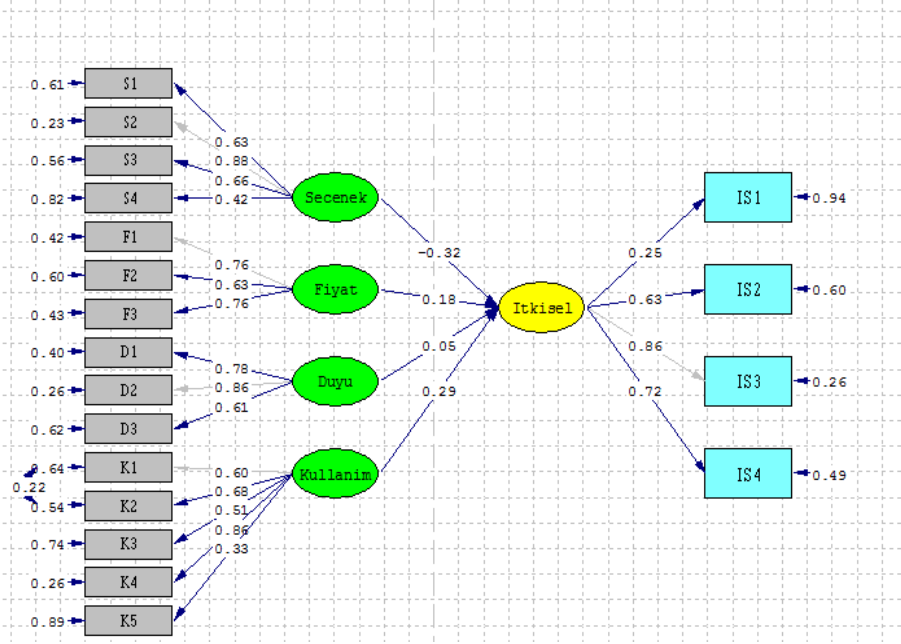 0.61 S1
0.23 S2
0.63
0.56 S3
0.88
0.66
0.82 S4
0.42
Secenek
IS1
0.94
0.42 F1
-0.32
0.25
0.76
0.60 F2
0.63
Fiyat
0.18
0.63
IS2
0.60
0.76
0.43 F3
Itkisel
0.40 D1
0.05
0.86
0.78
0.26 D2
0.86
Duyu
0.29
0.72
IS3
0.26
0.61
0.62 D3
0.64 K1
0.60
Kullanim
IS4
0.49
0.22
0.68
0.54 K2
0.51
0.86
0.74 K3
0.33
0.26 K4
0.89 K5